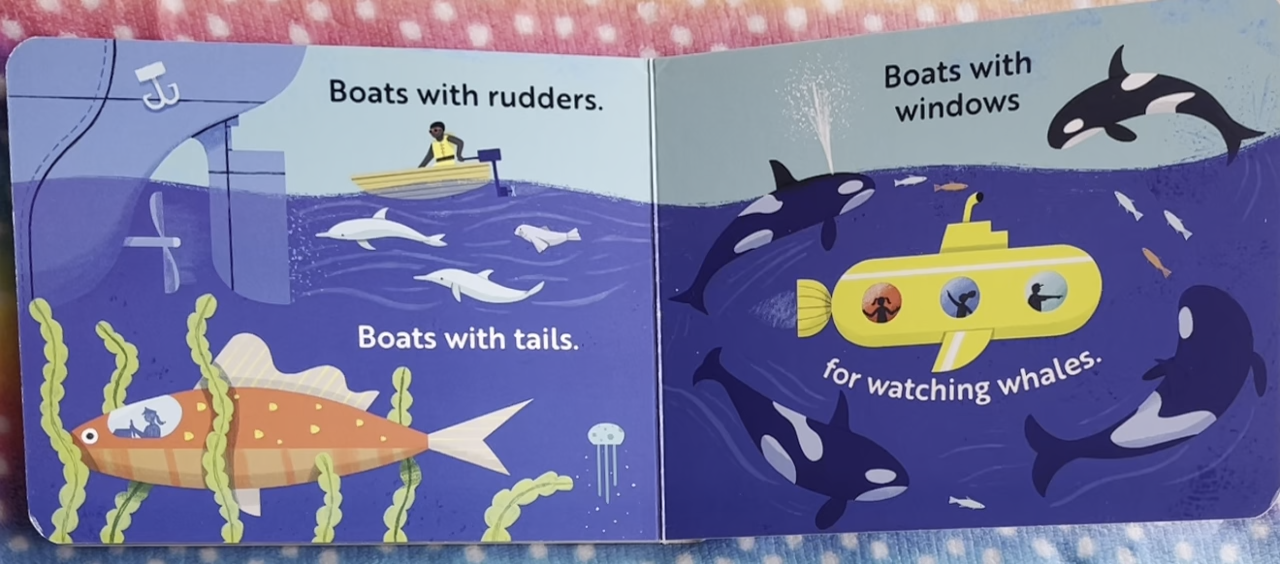 Boats with rudders.
Boats with tails.
Boats with
windows
for watching whales.